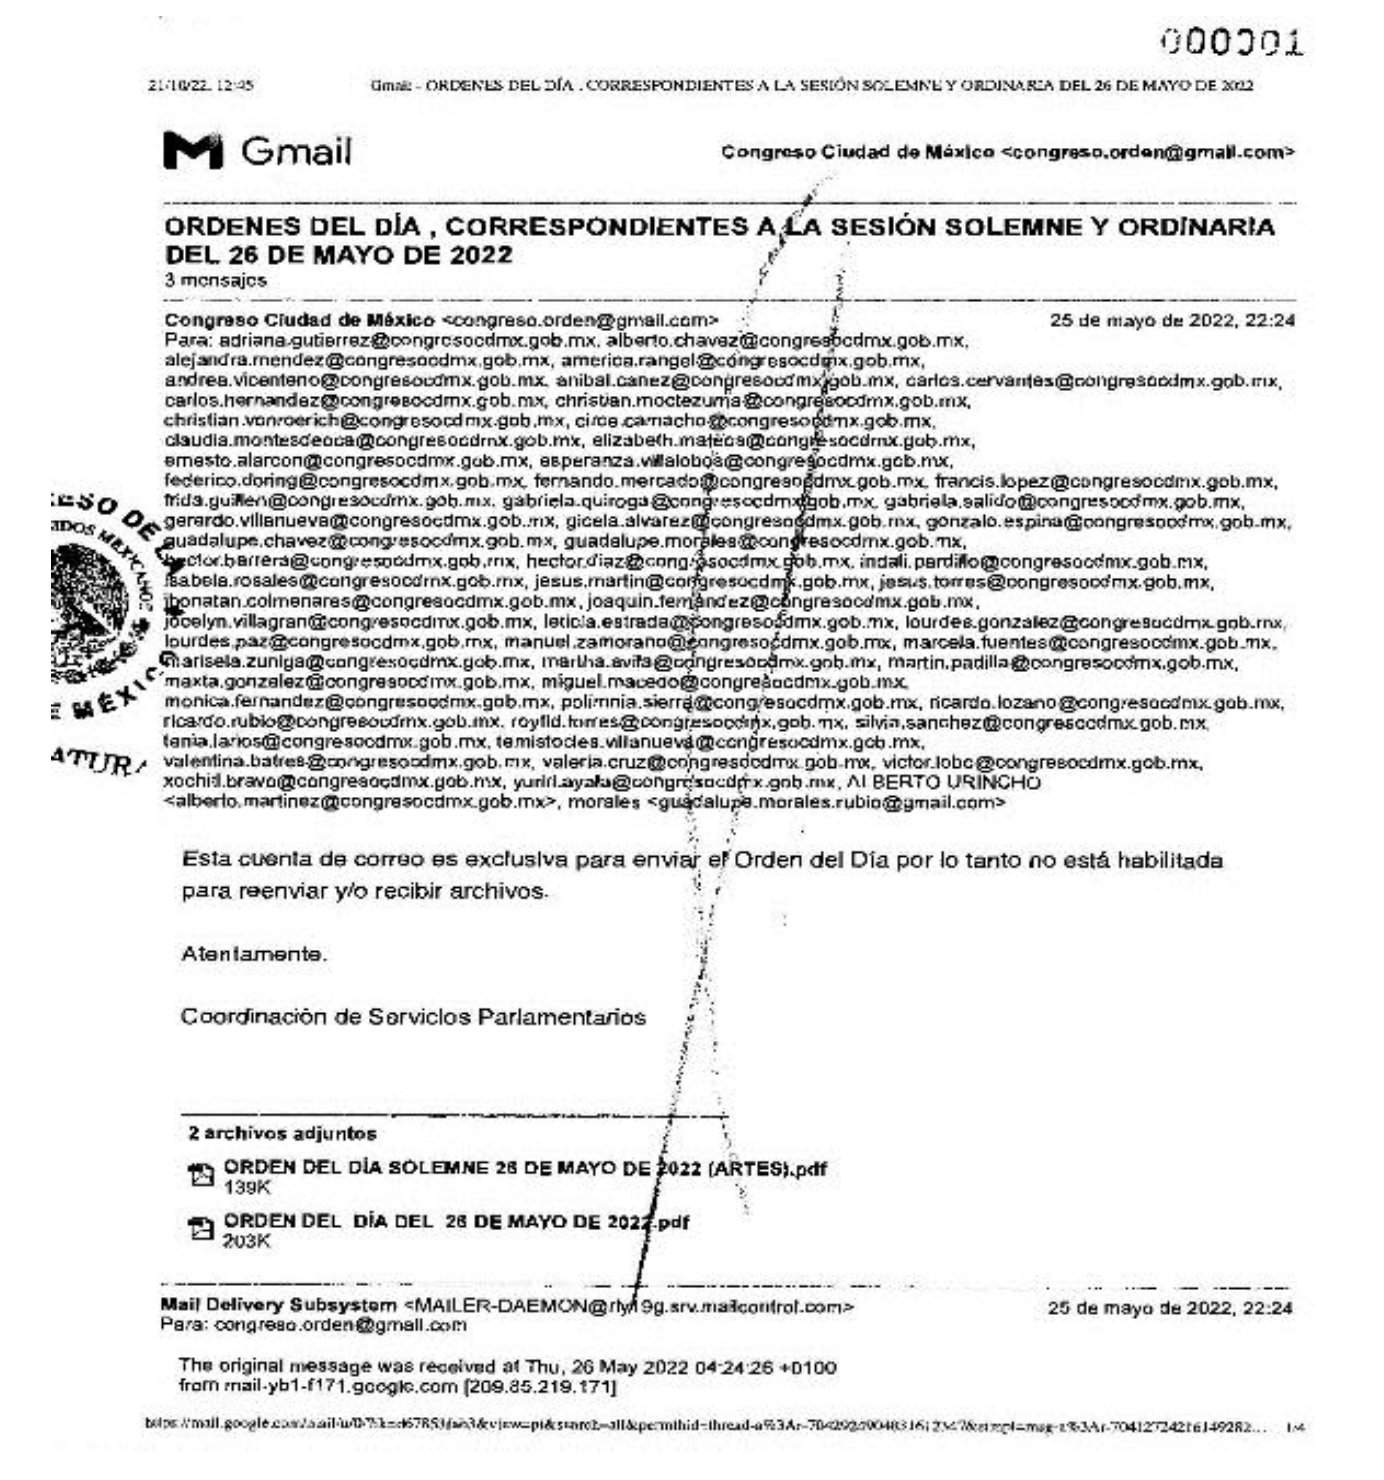 000001
21/10/22, 12:45 Gmail - ORDENES DEL DÍA , CORRESPONDIENTES A LA SESIÓN SOLEMNE Y ORDINARIA DEL 26 DE MAYO DE 2022
Gmail
Congreso Ciudad de México <congreso.orden@gmail.com>
ORDENES DEL DÍA , CORRESPONDIENTES A LA SESIÓN SOLEMNE Y ORDINARIA
DEL 26 DE MAYO DE 2022
3 mensajes
Congreso Ciudad de México <congreso.orden@gmail.com> 25 de mayo de 2022, 22:24
Para: adriana.gutierrez@congresocdmx.gob.mx, alberto.chavez@congresocdmx.gob.mx,
alejandra.mendez@congresocdmx.gob.mx, america.rangel@congresocdmx.gob.mx,
andrea.vicenteno@congresocdmx.gob.mx, anibal.canez@congresocdmx.gob.mx, carlos.cervantes@congresocdmx.gob.mx,
carlos.hernandez@congresocdmx.gob.mx, christian.moctezuma@congresocdmx.gob.mx,
christian.vonroerich@congresocdmx.gob.mx, circe.camacho@congresocdmx.gob.mx,
claudia.montesdeoca@congresocdmx.gob.mx, elizabeth.mateos@congresocdmx.gob.mx,
ernesto.alarcon@congresocdmx.gob.mx, esperanza.villalobos@congresocdmx.gob.mx,
federico.doring@congresocdmx.gob.mx, fernando.mercado@congresocdmx.gob.mx, francis.lopez@congresocdmx.gob.mx,
frida.guillen@congresocdmx.gob.mx, gabriela.quiroga@congresocdmx.gob.mx, gabriela.salido@congresocdmx.gob.mx,
gerardo.villanueva@congresocdmx.gob.mx, gicela.alvarez@congresocdmx.gob.mx, gonzalo.espina@congresocdmx.gob.mx,
guadalupe.chavez@congresocdmx.gob.mx, guadalupe.morales@congresocdmx.gob.mx,
hector.barrera@congresocdmx.gob.mx, hector.diaz@congresocdmx.gob.mx, indali.pardillo@congresocdmx.gob.mx,
isabela.rosales@congresocdmx.gob.mx, jesus.martin@congresocdmx.gob.mx, jesus.torres@congresocdmx.gob.mx,
jhonatan.colmenares@congresocdmx.gob.mx, joaquin.fernandez@congresocdmx.gob.mx,
jocelyn.villagran@congresocdmx.gob.mx, leticia.estrada@congresocdmx.gob.mx, lourdes.gonzalez@congresocdmx.gob.mx,
lourdes.paz@congresocdmx.gob.mx, manuel.zamorano@congresocdmx.gob.mx, marcela.fuentes@congresocdmx.gob.mx,
marisela.zuniga@congresocdmx.gob.mx, martha.avila@congresocdmx.gob.mx, martin.padilla@congresocdmx.gob.mx,
maxta.gonzalez@congresocdmx.gob.mx, miguel.macedo@congresocdmx.gob.mx,
monica.fernandez@congresocdmx.gob.mx, polimnia.sierra@congresocdmx.gob.mx, ricardo.lozano@congresocdmx.gob.mx,
ricardo.rubio@congresocdmx.gob.mx, royfid.torres@congresocdmx.gob.mx, silvia.sanchez@congresocdmx.gob.mx,
tania.larios@congresocdmx.gob.mx, temistocles.villanueva@congresocdmx.gob.mx,
valentina.batres@congresocdmx.gob.mx, valeria.cruz@congresocdmx.gob.mx, victor.lobo@congresocdmx.gob.mx,
xochitl.bravo@congresocdmx.gob.mx, yuriri.ayala@congresocdmx.gob.mx, ALBERTO URINCHO
<alberto.martinez@congresocdmx.gob.mx>, morales <guadalupe.morales.rubio@gmail.com>
Esta cuenta de correo es exclusiva para enviar el Orden del Día por lo tanto no está habilitada
para reenviar y/o recibir archivos.
Atentamente.
Coordinación de Servicios Parlamentarios
2 archivos adjuntos
ORDEN DEL DÍA SOLEMNE 26 DE MAYO DE 2022 (ARTES).pdf
139K
ORDEN DEL DÍA DEL 26 DE MAYO DE 2022.pdf
203K
Mail Delivery Subsystem <MAILER-DAEMON@rly19g.srv.mailcontrol.com> 25 de mayo de 2022, 22:24
Para: congreso.orden@gmail.com
The original message was received at Thu, 26 May 2022 04:24:26 +0100
from mail-yb1-f171.google.com [209.85.219.171]
1/4